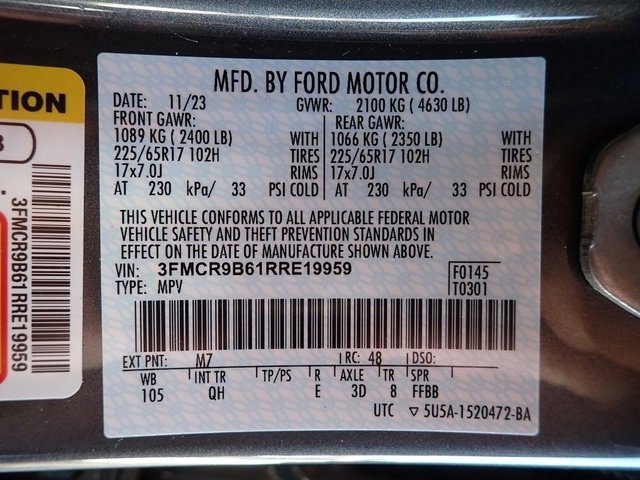 TION
3
3FMCR9B61RRE19959
MFD. BY FORD MOTOR CO.
DATE: 11/23 GVWR: 2100 KG ( 4630 LB)
FRONT GAWR: REAR GAWR:
1089 KG ( 2400 LB) WITH 1066 KG ( 2350 LB) WITH
225/65R17 102H TIRES 225/65R17 102H TIRES
17x7.0J RIMS 17x7.0J RIMS
AT 230 kPa/ 33 PSI COLD AT 230 kPa/ 33 PSI COLD
THIS VEHICLE CONFORMS TO ALL APPLICABLE FEDERAL MOTOR
VEHICLE SAFETY AND THEFT PREVENTION STANDARDS IN
EFFECT ON THE DATE OF MANUFACTURE SHOWN ABOVE.
VIN: 3FMCR9B61RRE19959 F0145
TYPE: MPV T0301
EXT PNT: M7 RC: 48 DSO:
WB INT TR TP/PS R AXLE TR SPR
105 QH E 3D 8 FFBB
UTC ▽ 5U5A-1520472-BA